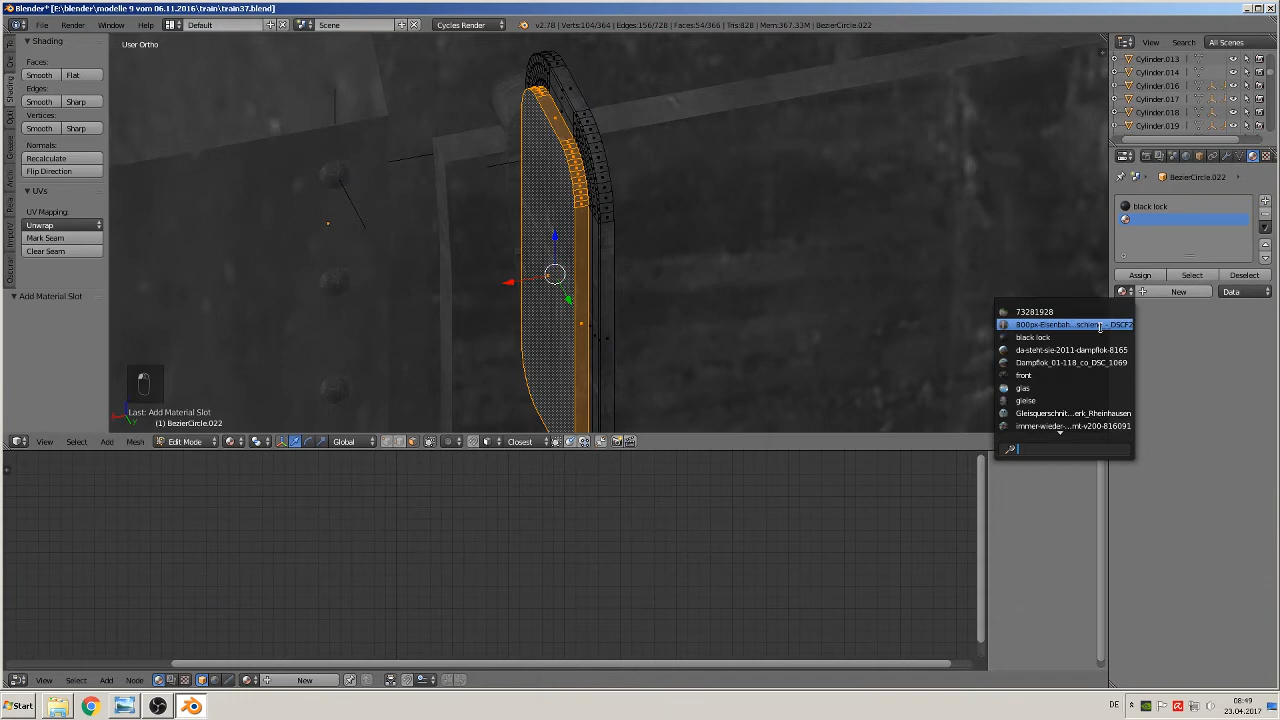 Blender* [E:\blender\modelle 9 vom 06.11.2016\train\train37.blend]
File Render Window Help Default Scene Cycles Render v2.78 | Verts:104/364 | Edges:156/728 | Faces:54/366 | Tris:828 | Mem:367.33M | BezierCircle.022
Shading
Faces:
Smooth Flat
Edges:
Smooth Sharp
Vertices:
Smooth Sharp
Normals:
Recalculate
Flip Direction
UVs
UV Mapping:
Unwrap
Mark Seam
Clear Seam
Add Material Slot
User Ortho
Last: Add Material Slot
(1) BezierCircle.022
View Select Add Mesh Edit Mode Global Closest
View Search All Scenes
Cylinder.013
Cylinder.014
Cylinder.016
Cylinder.017
Cylinder.018
Cylinder.019
BezierCircle.022
black lock
Assign Select Deselect
New Data
73281928
800px-Eisenbah...schiene - DSCF2
black lock
da-steht-sie-2011-dampflok-8165
Dampflok_01-118_co_DSC_1069
front
glas
gleise
Gleisquerschnit...erk_Rheinhausen
immer-wieder-...mt-v200-816091
View Select Add Node New
Start DE 08:49
23.04.2017